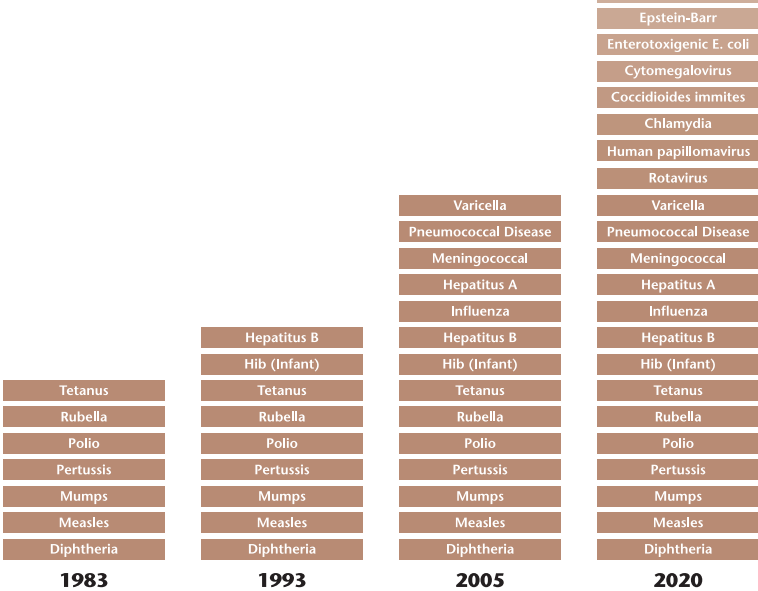 Tetanus
Rubella
Polio
Pertussis
Mumps
Measles
Diphtheria
1983
Hepatitus B
Hib (Infant)
Tetanus
Rubella
Polio
Pertussis
Mumps
Measles
Diphtheria
1993
Varicella
Pneumococcal Disease
Meningococcal
Hepatitus A
Influenza
Hepatitus B
Hib (Infant)
Tetanus
Rubella
Polio
Pertussis
Mumps
Measles
Diphtheria
2005
Epstein-Barr
Enterotoxigenic E. coli
Cytomegalovirus
Coccidioides immites
Chlamydia
Human papillomavirus
Rotavirus
Varicella
Pneumococcal Disease
Meningococcal
Hepatitus A
Influenza
Hepatitus B
Hib (Infant)
Tetanus
Rubella
Polio
Pertussis
Mumps
Measles
Diphtheria
2020